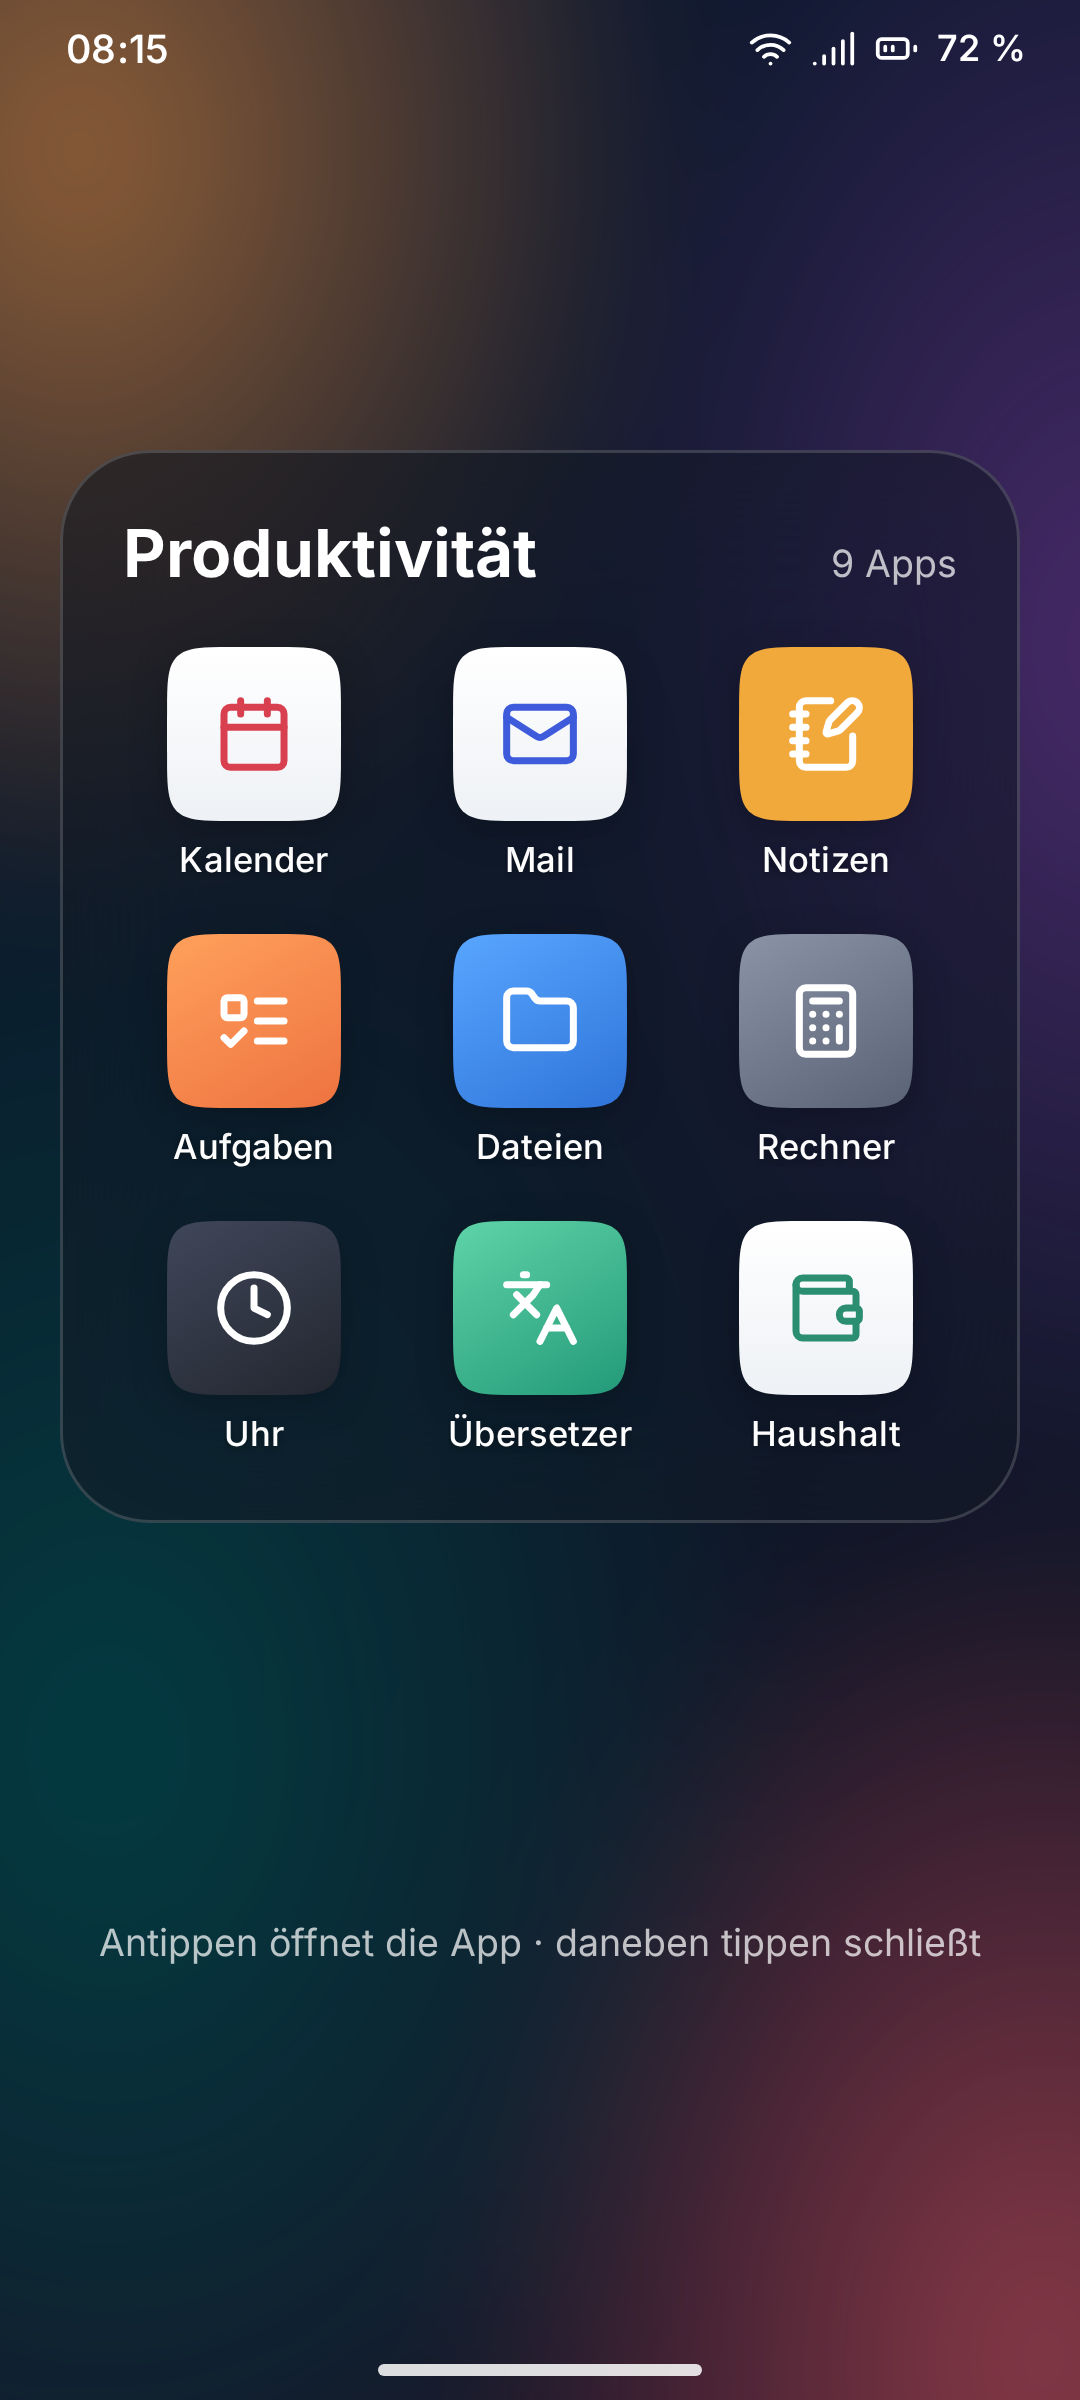 08:15 72 %
Produktivität 9 Apps
Kalender Mail Notizen
Aufgaben Dateien Rechner
Uhr Übersetzer Haushalt
Antippen öffnet die App · daneben tippen schließt